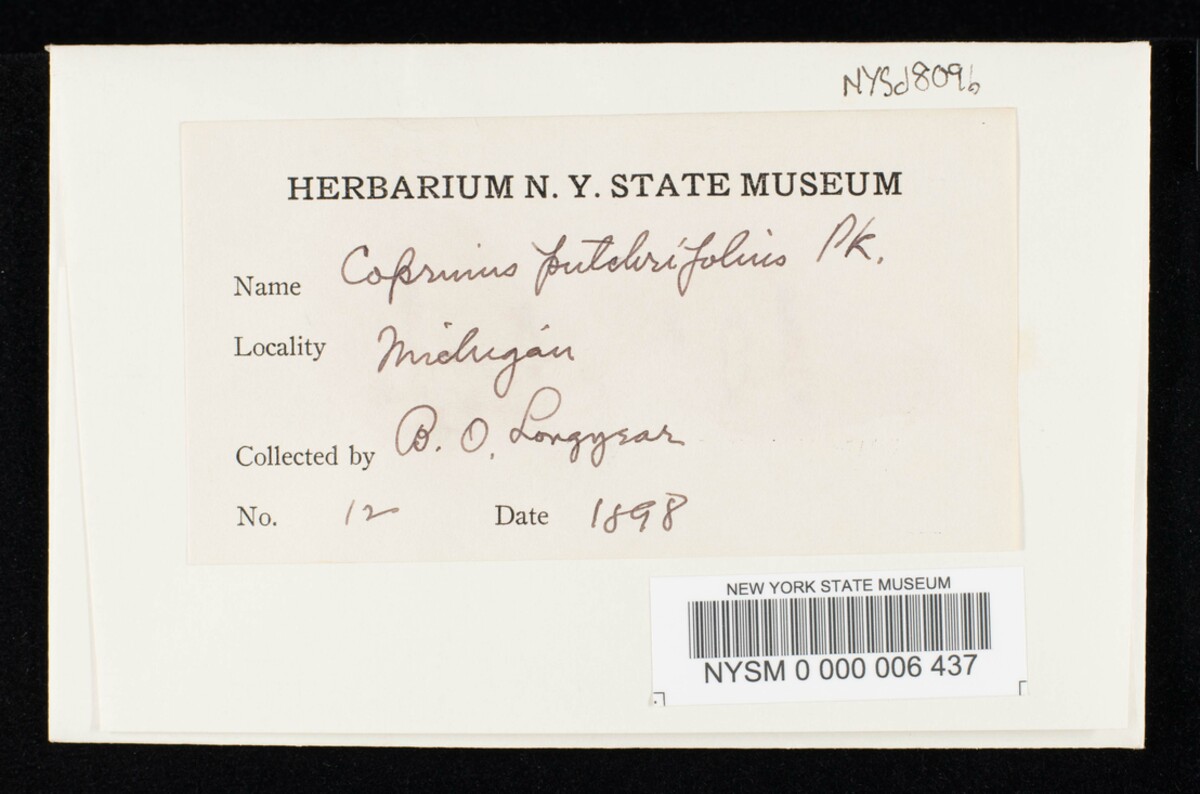 NYSd8096
HERBARIUM N. Y. STATE MUSEUM
Name Coprinus pulchrifolius Pk.
Locality Michigan
Collected by B. O. Longyear
No. 12 Date 1898
NEW YORK STATE MUSEUM
NYSM 0 000 006 437